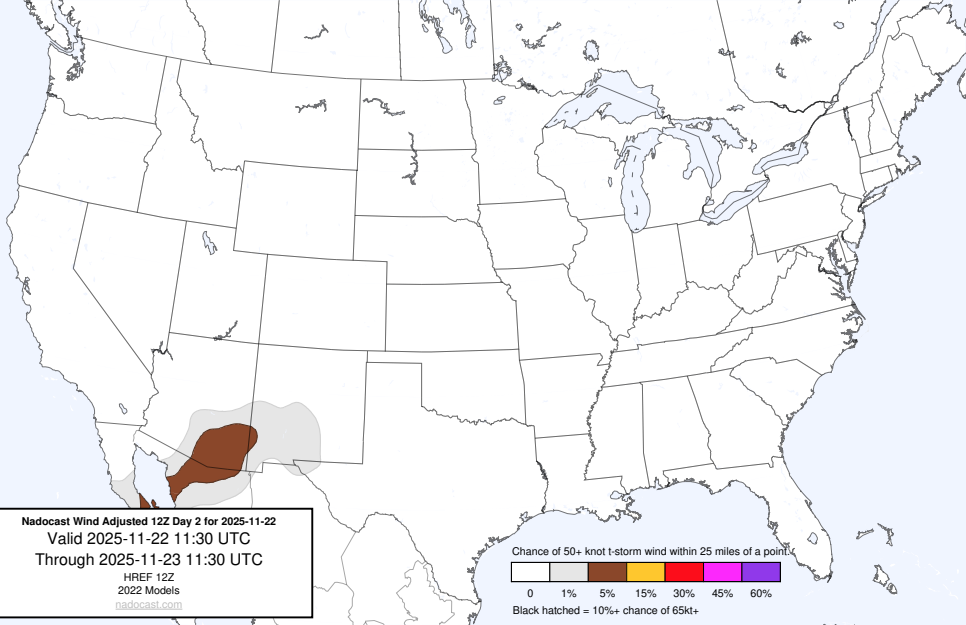 Nadocast Wind Adjusted 12Z Day 2 for 2025-11-22
Valid 2025-11-22 11:30 UTC
Through 2025-11-23 11:30 UTC
HREF 12Z
2022 Models
nadocast.com
Chance of 50+ knot t-storm wind within 25 miles of a point.
0 1% 5% 15% 30% 45% 60%
Black hatched = 10%+ chance of 65kt+